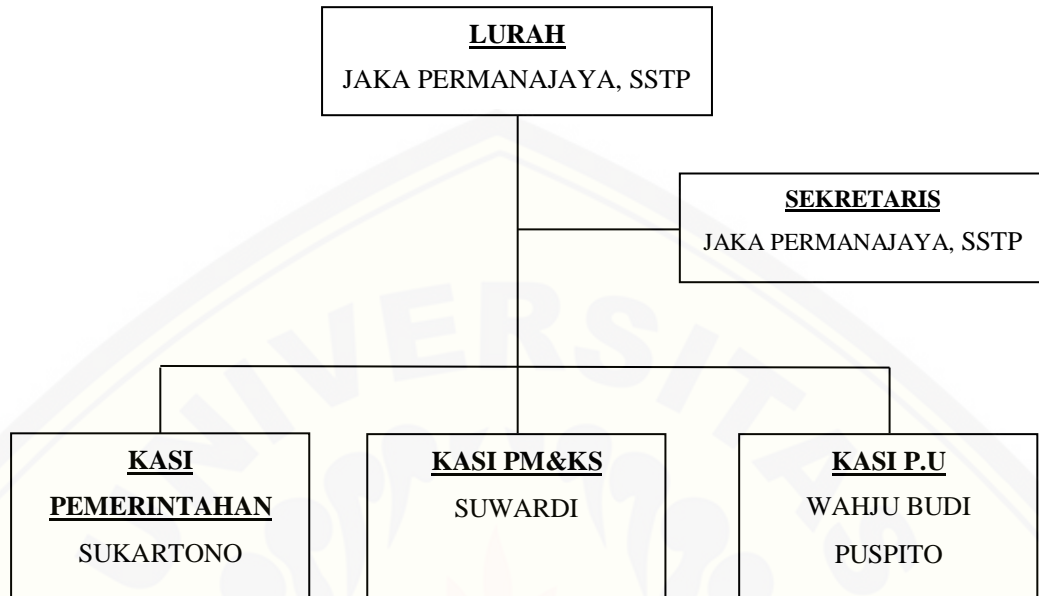 LURAH
JAKA PERMANAJAYA, SSTP
SEKRETARIS
JAKA PERMANAJAYA, SSTP
KASI
PEMERINTAHAN
SUKARTONO
KASI PM&KS
SUWARDI
KASI P.U
WAHJU BUDI
PUSPITO
UNIVERSITAS